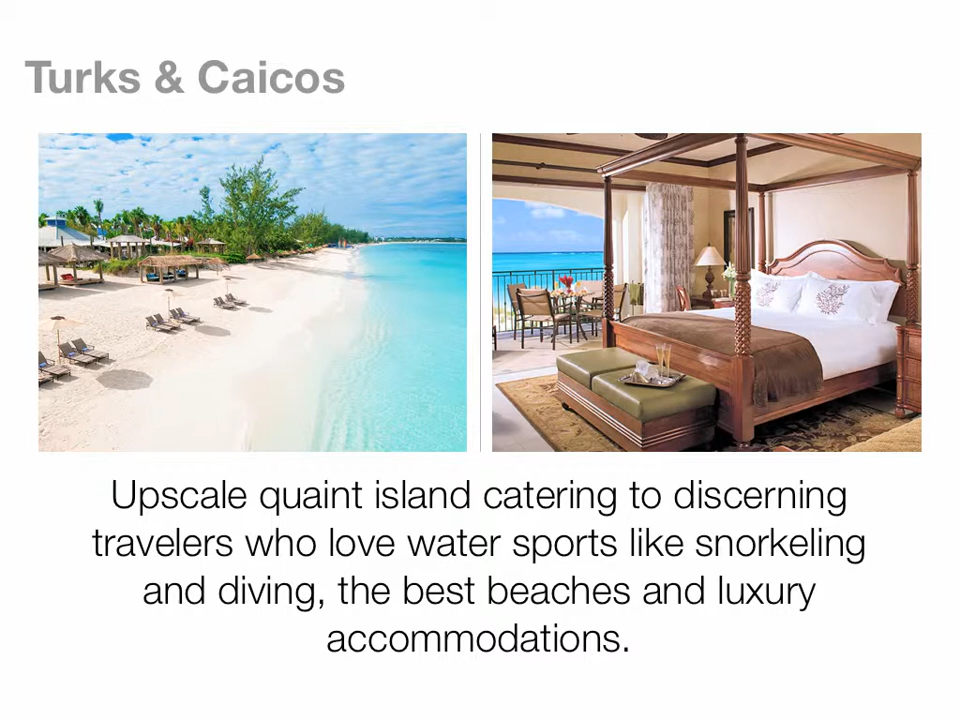 Turks & Caicos
Upscale quaint island catering to discerning
travelers who love water sports like snorkeling
and diving, the best beaches and luxury
accommodations.